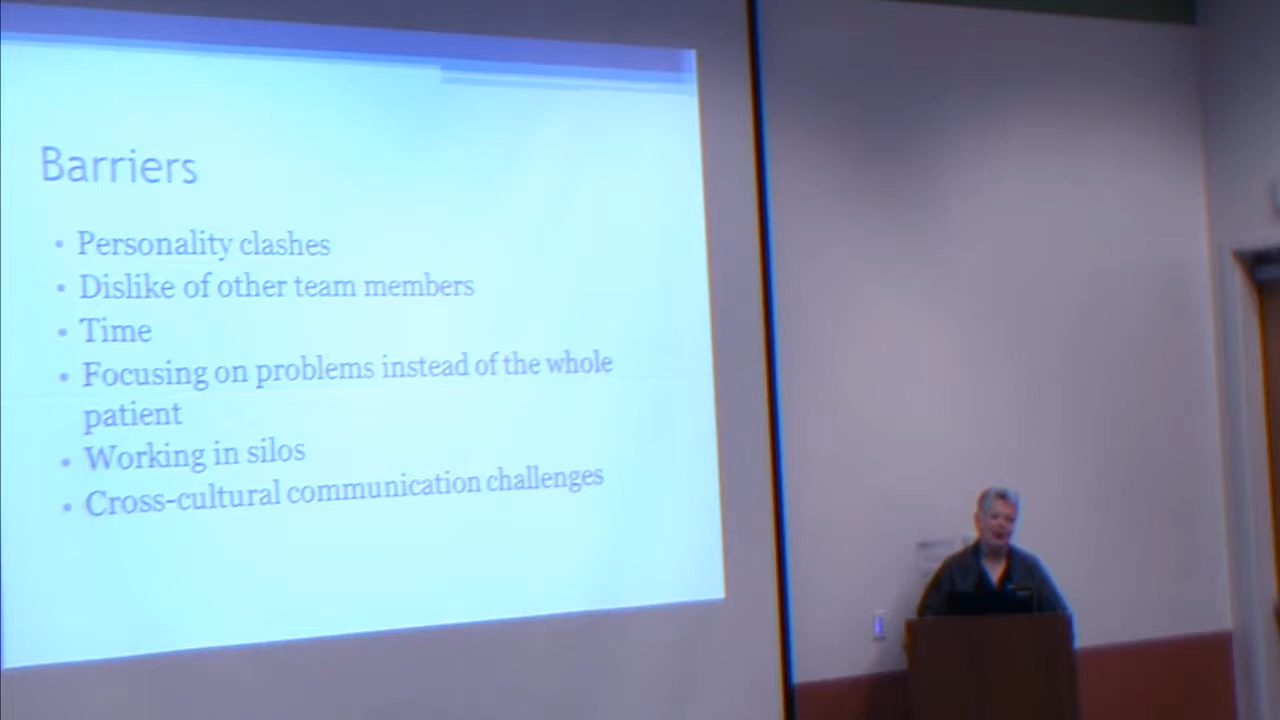 Barriers
• Personality clashes
• Dislike of other team members
• Time
• Focusing on problems instead of the whole
patient
• Working in silos
• Cross-cultural communication challenges